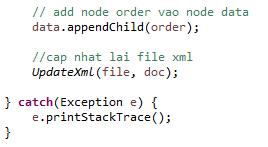 // add node order vao node data
data.appendChild(order);
//cap nhat lai file xml
UpdateXml(file, doc);
} catch(Exception e) {
e.printStackTrace();
}